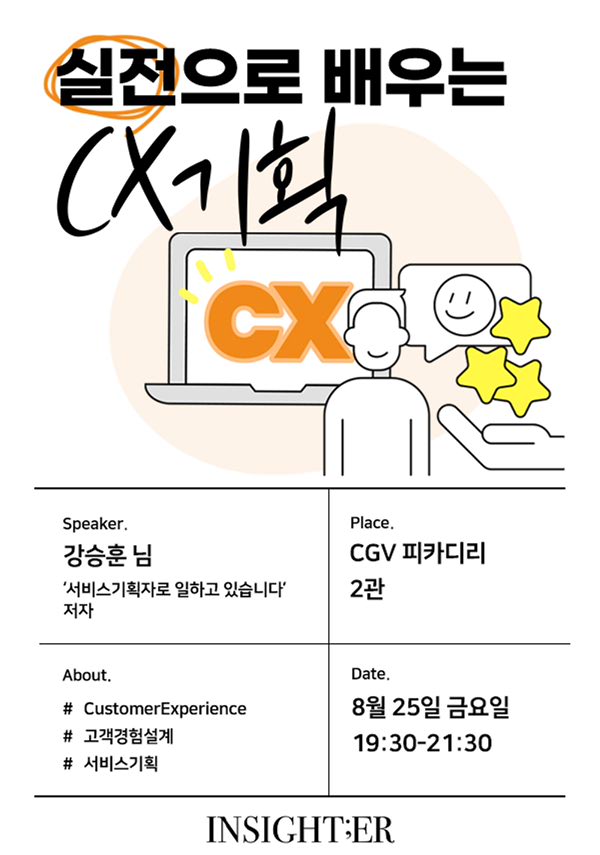 실전으로 배우는
CX기획
CX
Speaker.
강승훈 님
‘서비스기획자로 일하고 있습니다’
저자
Place.
CGV 피카디리
2관
About.
# CustomerExperience
# 고객경험설계
# 서비스기획
Date.
8월 25일 금요일
19:30-21:30
INSIGHT;ER